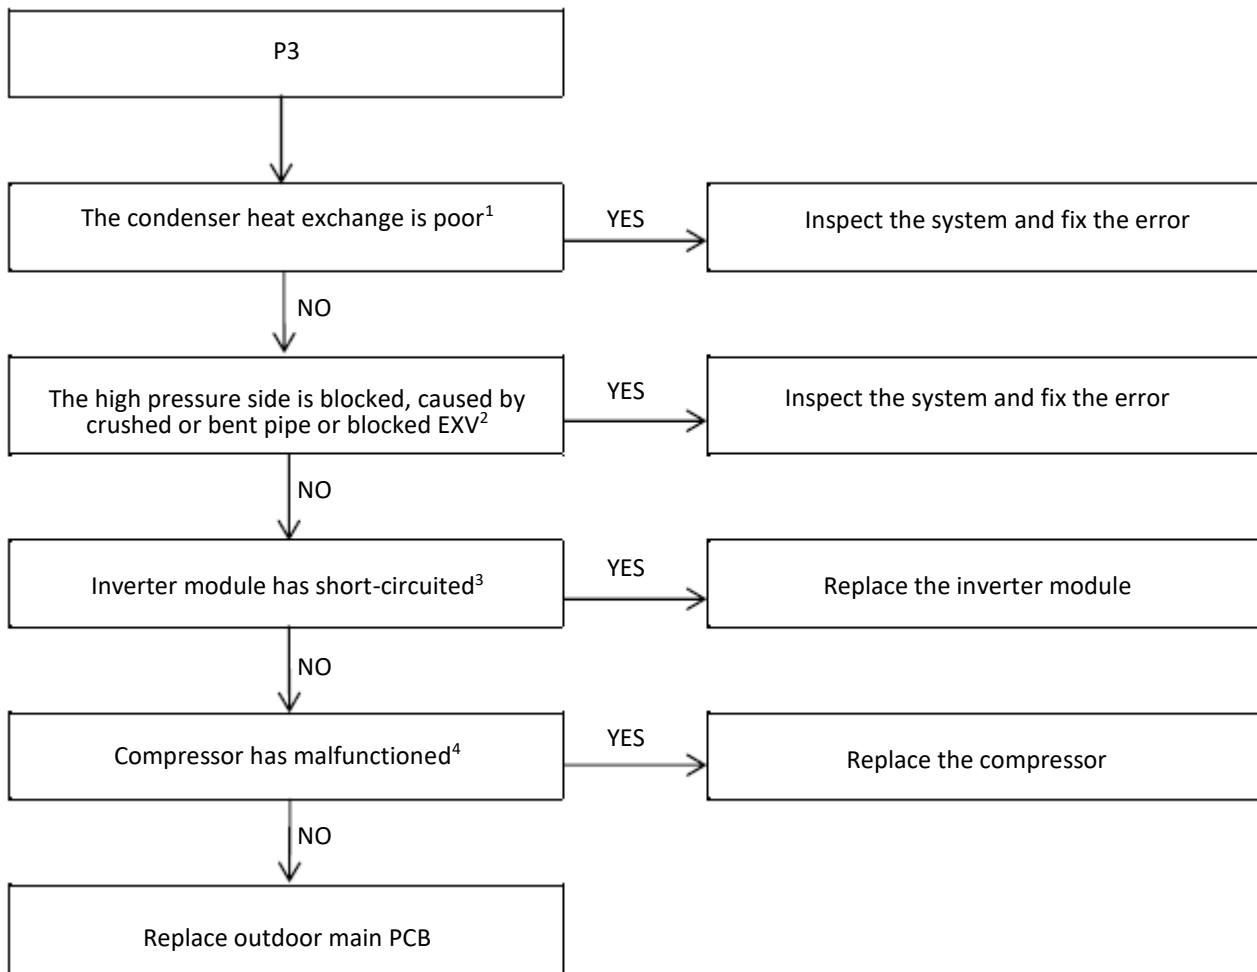 P3
The condenser heat exchange is poor¹
YES
Inspect the system and fix the error
NO
The high pressure side is blocked, caused by
crushed or bent pipe or blocked EXV²
YES
Inspect the system and fix the error
NO
Inverter module has short-circuited³
YES
Replace the inverter module
NO
Compressor has malfunctioned⁴
YES
Replace the compressor
NO
Replace outdoor main PCB